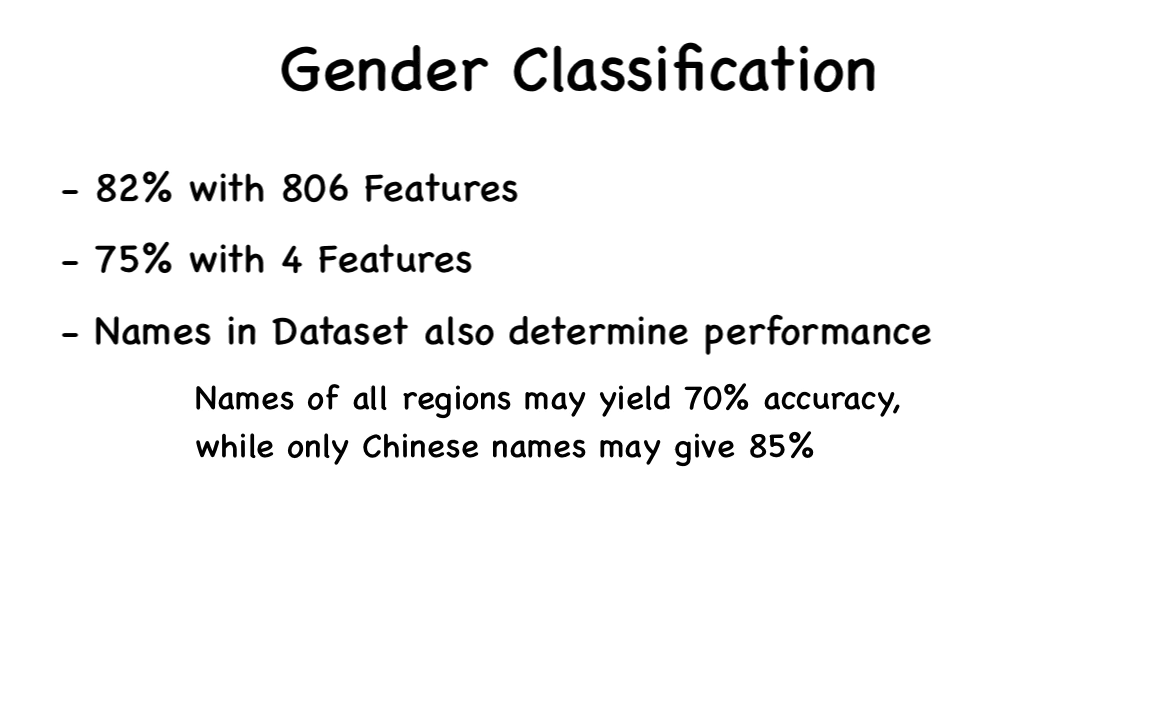 Gender Classification
- 82% with 806 Features
- 75% with 4 Features
- Names in Dataset also determine performance
Names of all regions may yield 70% accuracy,
while only Chinese names may give 85%